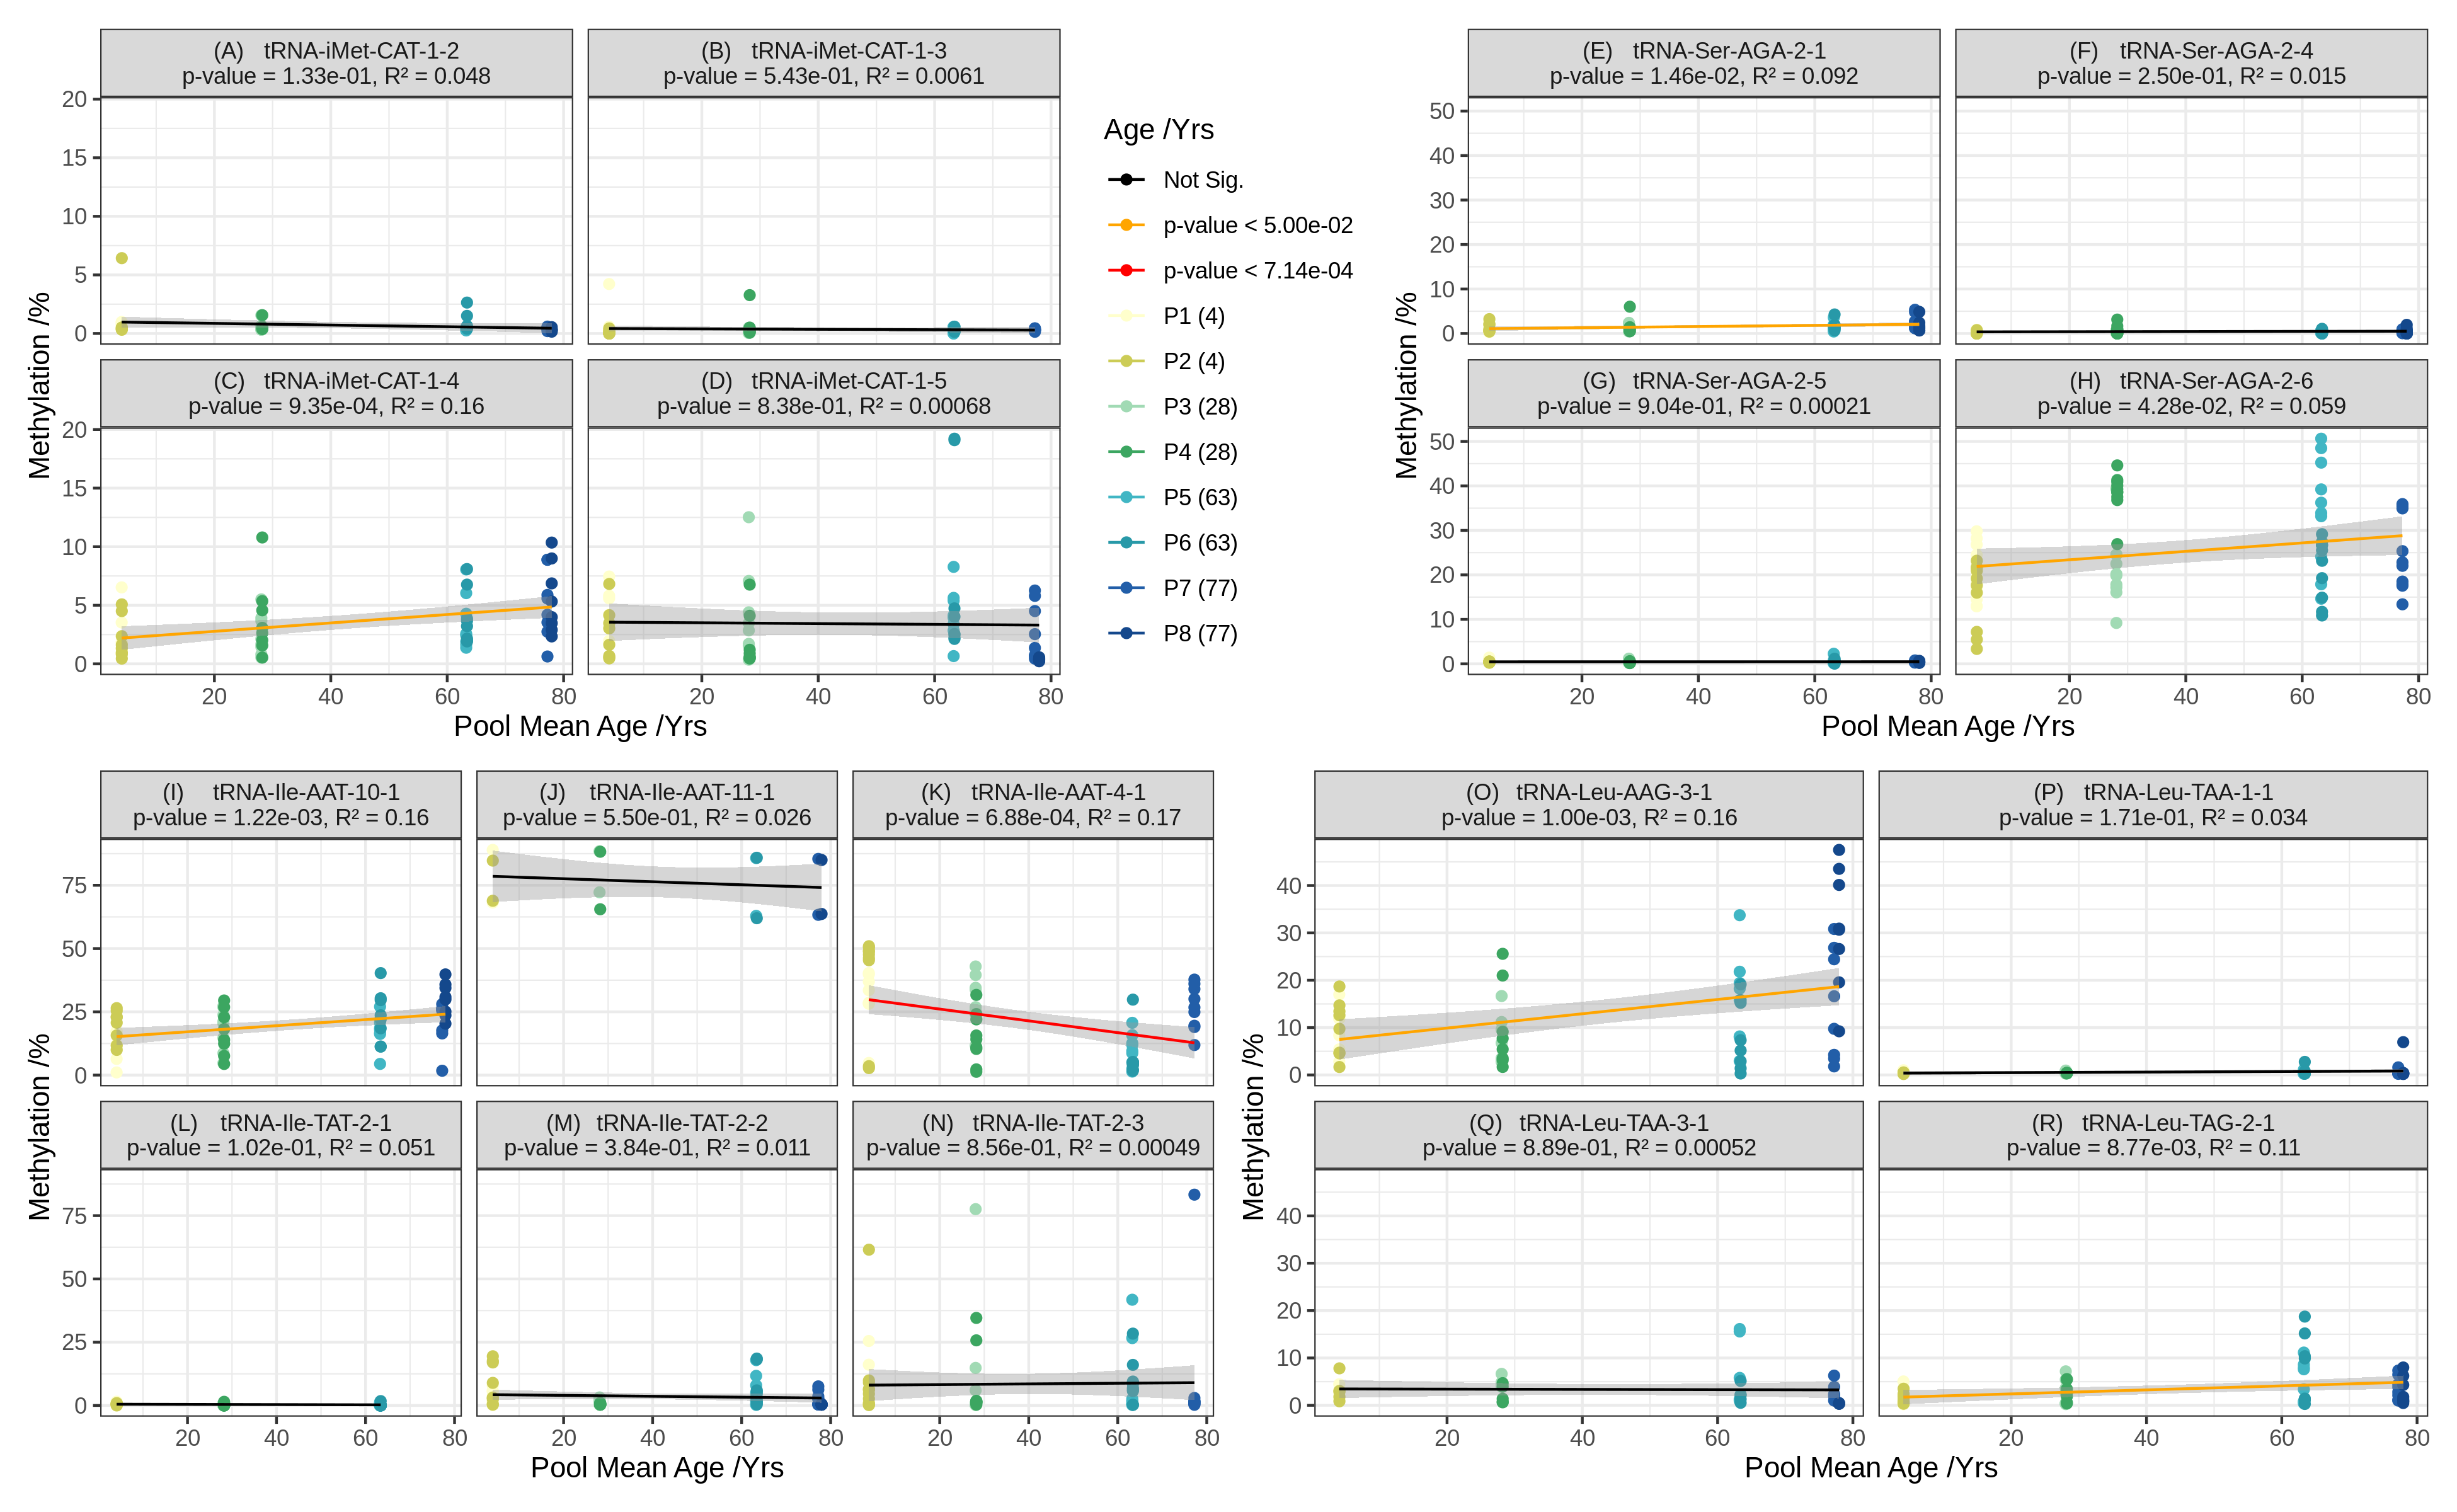 (A) tRNA-iMet-CAT-1-2
p-value = 1.33e-01, R² = 0.048
(B) tRNA-iMet-CAT-1-3
p-value = 5.43e-01, R² = 0.0061
20
15
10
5
0
(C) tRNA-iMet-CAT-1-4
p-value = 9.35e-04, R² = 0.16
(D) tRNA-iMet-CAT-1-5
p-value = 8.38e-01, R² = 0.00068
20
15
10
5
0
20 40 60 80
20 40 60 80
Methylation /%
Pool Mean Age /Yrs
Age /Yrs
Not Sig.
p-value < 5.00e-02
p-value < 7.14e-04
P1 (4)
P2 (4)
P3 (28)
P4 (28)
P5 (63)
P6 (63)
P7 (77)
P8 (77)
(E) tRNA-Ser-AGA-2-1
p-value = 1.46e-02, R² = 0.092
(F) tRNA-Ser-AGA-2-4
p-value = 2.50e-01, R² = 0.015
50
40
30
20
10
0
(G) tRNA-Ser-AGA-2-5
p-value = 9.04e-01, R² = 0.00021
(H) tRNA-Ser-AGA-2-6
p-value = 4.28e-02, R² = 0.059
50
40
30
20
10
0
20 40 60 80
20 40 60 80
Methylation /%
Pool Mean Age /Yrs
(I) tRNA-Ile-AAT-10-1
p-value = 1.22e-03, R² = 0.16
(J) tRNA-Ile-AAT-11-1
p-value = 5.50e-01, R² = 0.026
(K) tRNA-Ile-AAT-4-1
p-value = 6.88e-04, R² = 0.17
75
50
25
0
(L) tRNA-Ile-TAT-2-1
p-value = 1.02e-01, R² = 0.051
(M) tRNA-Ile-TAT-2-2
p-value = 3.84e-01, R² = 0.011
(N) tRNA-Ile-TAT-2-3
p-value = 8.56e-01, R² = 0.00049
75
50
25
0
20 40 60 80
20 40 60 80
20 40 60 80
Methylation /%
Pool Mean Age /Yrs
(O) tRNA-Leu-AAG-3-1
p-value = 1.00e-03, R² = 0.16
(P) tRNA-Leu-TAA-1-1
p-value = 1.71e-01, R² = 0.034
40
30
20
10
0
(Q) tRNA-Leu-TAA-3-1
p-value = 8.89e-01, R² = 0.00052
(R) tRNA-Leu-TAG-2-1
p-value = 8.77e-03, R² = 0.11
40
30
20
10
0
20 40 60 80
20 40 60 80
Methylation /%
Pool Mean Age /Yrs